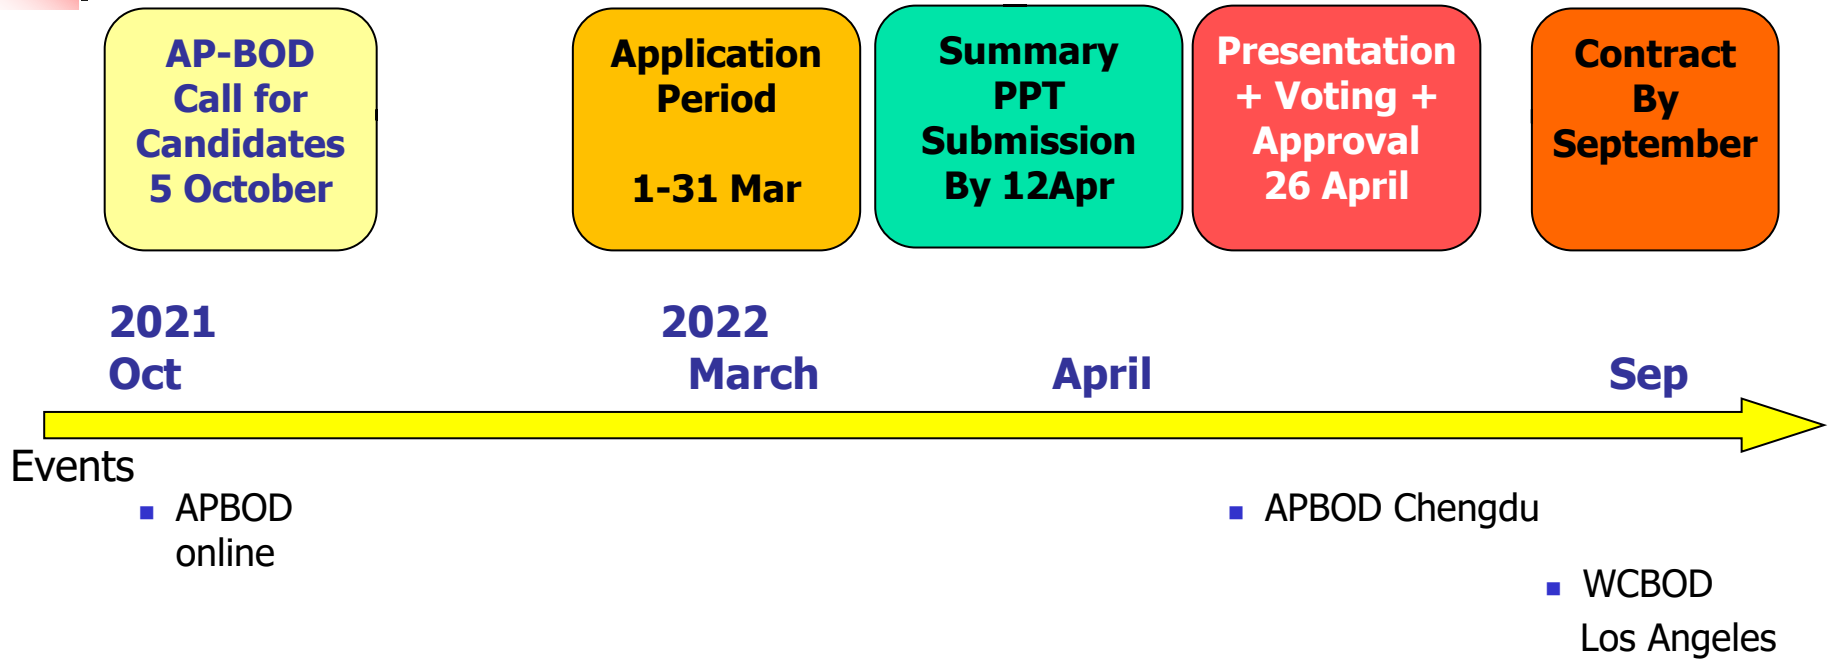 AP-BOD
Call for
Candidates
5 October
Application
Period
1-31 Mar
Summary
PPT
Submission
By 12Apr
Presentation
+ Voting +
Approval
26 April
Contract
By
September
2021
Oct
2022
March
April
Sep
Events
APBOD
online
APBOD Chengdu
WCBOD
Los Angeles